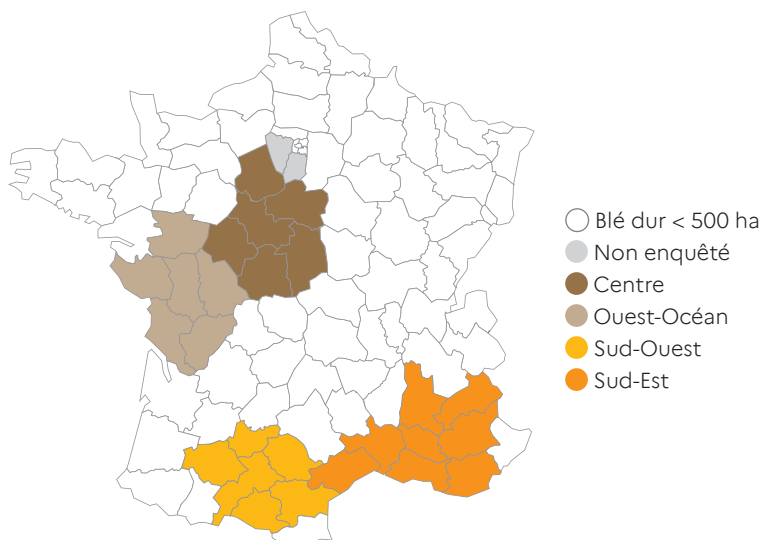 Blé dur < 500 ha
Non enquêté
Centre
Ouest-Océan
Sud-Ouest
Sud-Est